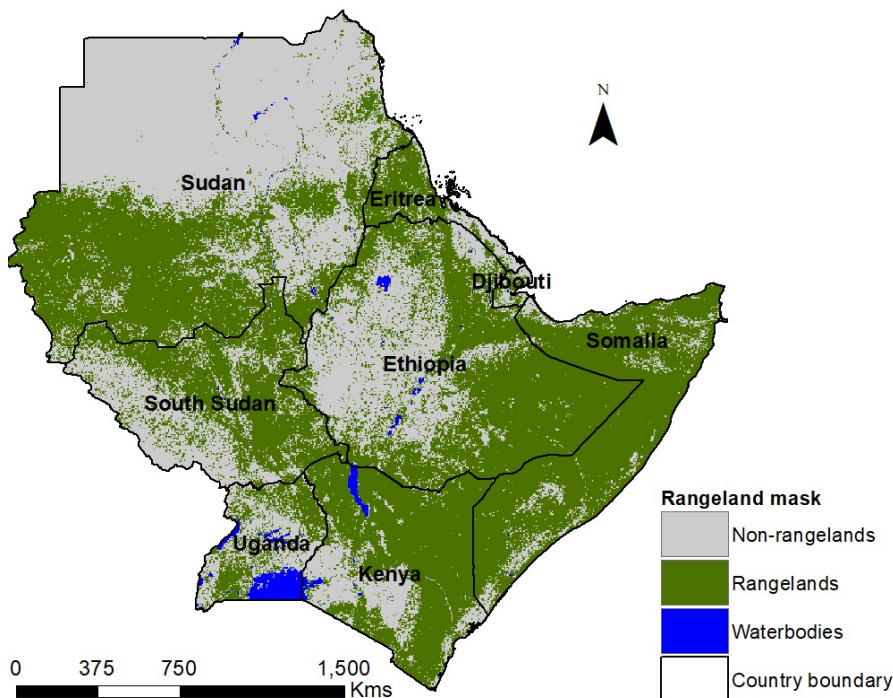 N
Sudan
Eritrea
Djibouti
Somalia
Ethiopia
South Sudan
Uganda
Kenya
Rangeland mask
Non-rangelands
Rangelands
Waterbodies
Country boundary
0 375 750 1,500
Kms